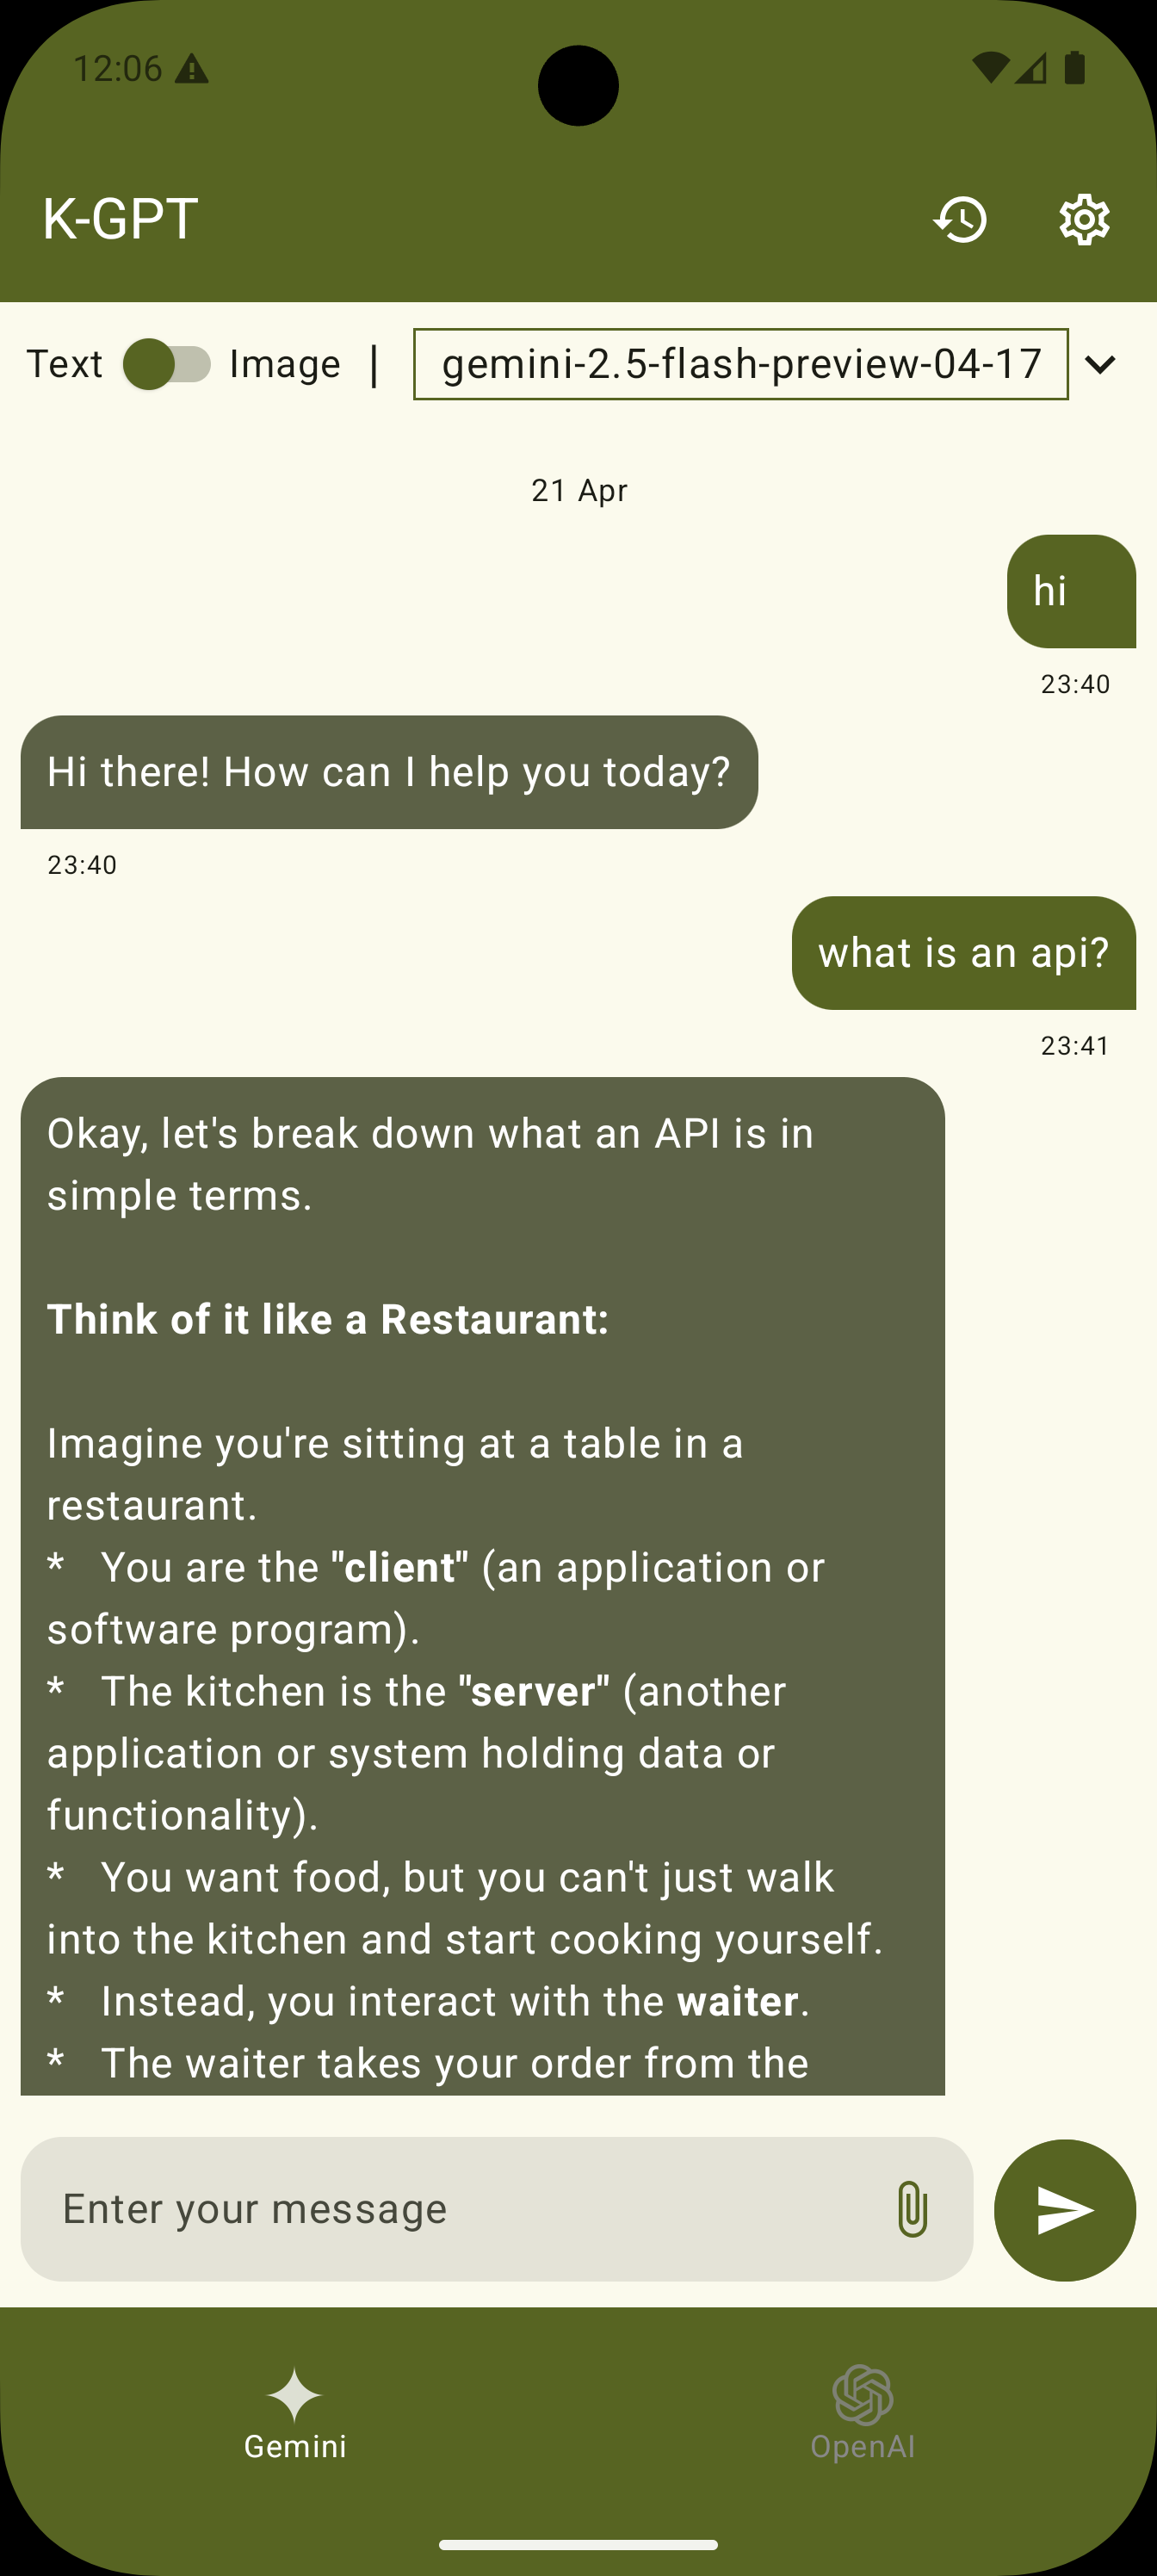 12:06
K-GPT
Text Image | gemini-2.5-flash-preview-04-17
21 Apr
hi
23:40
Hi there! How can I help you today?
23:40
what is an api?
23:41
Okay, let's break down what an API is in
simple terms.
Think of it like a Restaurant:
Imagine you're sitting at a table in a
restaurant.
*   You are the "client" (an application or
software program).
*   The kitchen is the "server" (another
application or system holding data or
functionality).
*   You want food, but you can't just walk
into the kitchen and start cooking yourself.
*   Instead, you interact with the waiter.
*   The waiter takes your order from the
Enter your message
Gemini
OpenAI